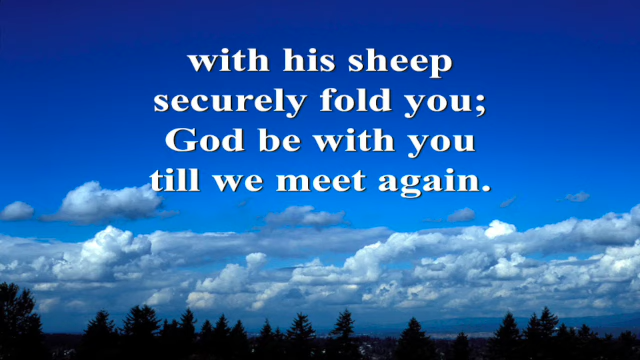 with his sheep
securely fold you;
God be with you
till we meet again.